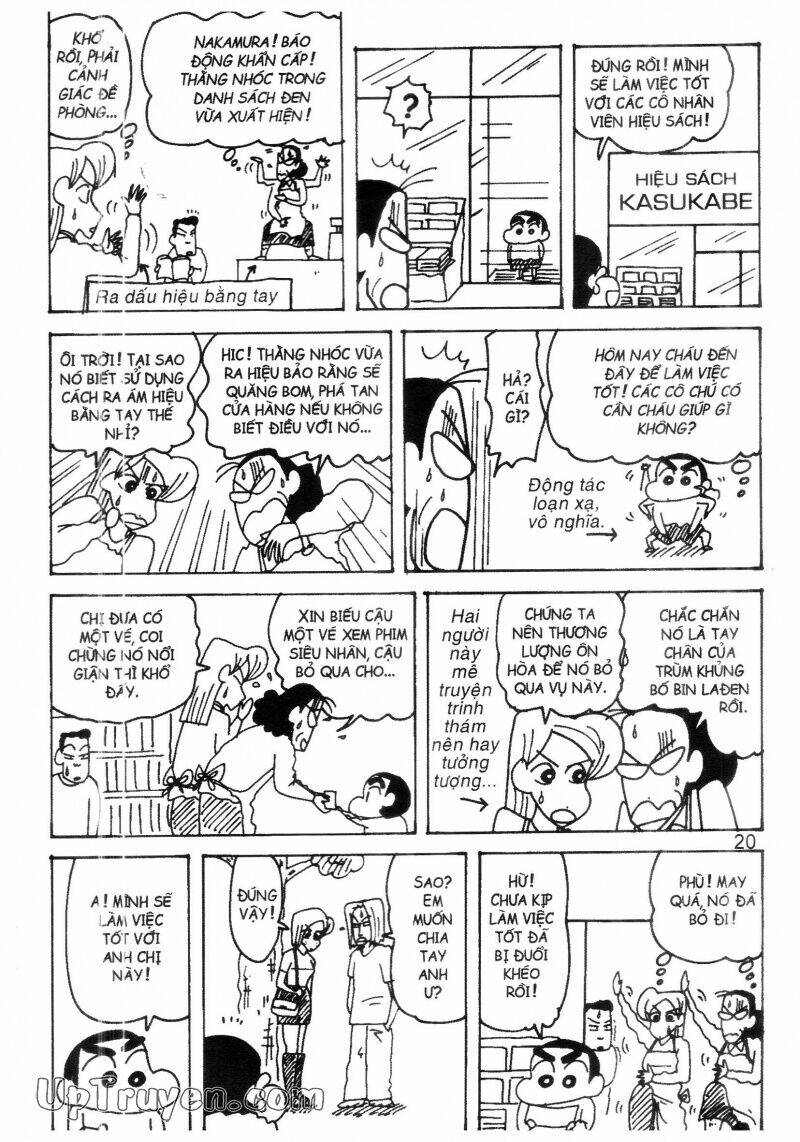 ĐÚNG RỒI! MÌNH
SẼ LÀM VIỆC TỐT
VỚI CÁC CÔ NHÂN
VIÊN HIỆU SÁCH!
HIỆU SÁCH
KASUKABE
?
NAKAMURA! BÁO
ĐỘNG KHẨN CẤP!
THẰNG NHÓC TRONG
DANH SÁCH ĐEN
VỪA XUẤT HIỆN!
KHỔ
RỒI, PHẢI
CẢNH
GIÁC ĐỀ
PHÒNG...
Ra dấu hiệu bằng tay
HÔM NAY CHÁU ĐẾN
ĐÂY ĐỂ LÀM VIỆC
TỐT! CÁC CÔ CHÚ CÓ
CẦN CHÁU GIÚP GÌ
KHÔNG?
HẢ?
CÁI
GÌ?
Động tác
loạn xạ,
vô nghĩa.
HIC! THẰNG NHÓC VỪA
RA HIỆU BẢO RẰNG SẼ
QUĂNG BOM, PHÁ TAN
CỬA HÀNG NẾU KHÔNG
BIẾT ĐIỀU VỚI NÓ...
ÔI TRỜI! TẠI SAO
NÓ BIẾT SỬ DỤNG
CÁCH RA ÁM HIỆU
BẰNG TAY THẾ
NHỈ?
CHẮC CHẮN
NÓ LÀ TAY
CHÂN CỦA
TRÙM KHỦNG
BỐ BIN LAĐEN
RỒI.
CHÚNG TA
NÊN THƯƠNG
LƯỢNG ÔN
HÒA ĐỂ NÓ BỎ
QUA VỤ NÀY.
Hai
người
này
mê
truyện
trinh
thám
nên hay
tưởng
tượng...
XIN BIẾU CẬU
MỘT VÉ XEM PHIM
SIÊU NHÂN, CẬU
BỎ QUA CHO...
CHỊ ĐƯA CÓ
MỘT VÉ, COI
CHỪNG NÓ NỔI
GIẬN THÌ KHỔ
ĐẤY.
20
PHÙ! MAY
QUÁ, NÓ ĐÃ
BỎ ĐI!
HỪ!
CHƯA KỊP
LÀM VIỆC
TỐT ĐÃ
BỊ ĐUỔI
KHÉO
RỒI!
SAO?
EM
MUỐN
CHIA
TAY
ANH
Ư?
ĐÚNG
VẬY!
A! MÌNH SẼ
LÀM VIỆC
TỐT VỚI
ANH CHỊ
NÀY!
UpTruyen.com